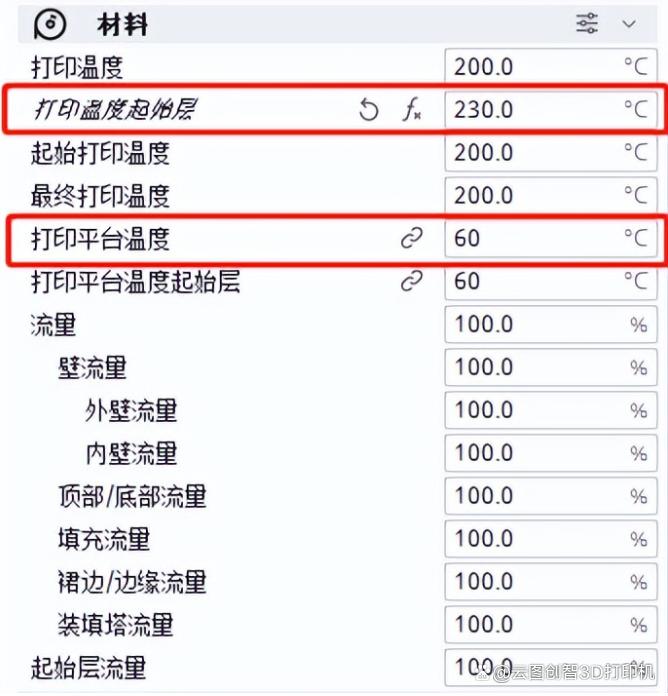 材料
打印温度 200.0 °C
打印温度起始层 fx 230.0 °C
起始打印温度 200.0 °C
最终打印温度 200.0 °C
打印平台温度 60 °C
打印平台温度起始层 60 °C
流量 100.0 %
壁流量 100.0 %
外壁流量 100.0 %
内壁流量 100.0 %
顶部/底部流量 100.0 %
填充流量 100.0 %
裙边/边缘流量 100.0 %
装填塔流量 100.0 %
起始层流量 100.0 %
@云图创智3D打印机